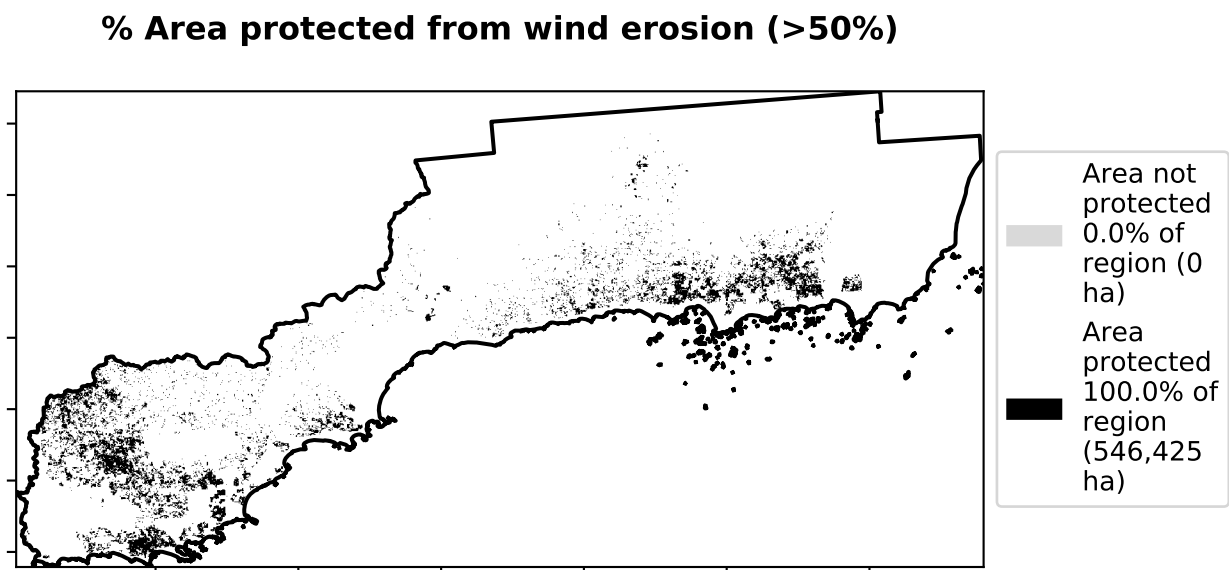 % Area protected from wind erosion (>50%)
Area not
protected
0.0% of
region (0
ha)
Area
protected
100.0% of
region
(546,425
ha)